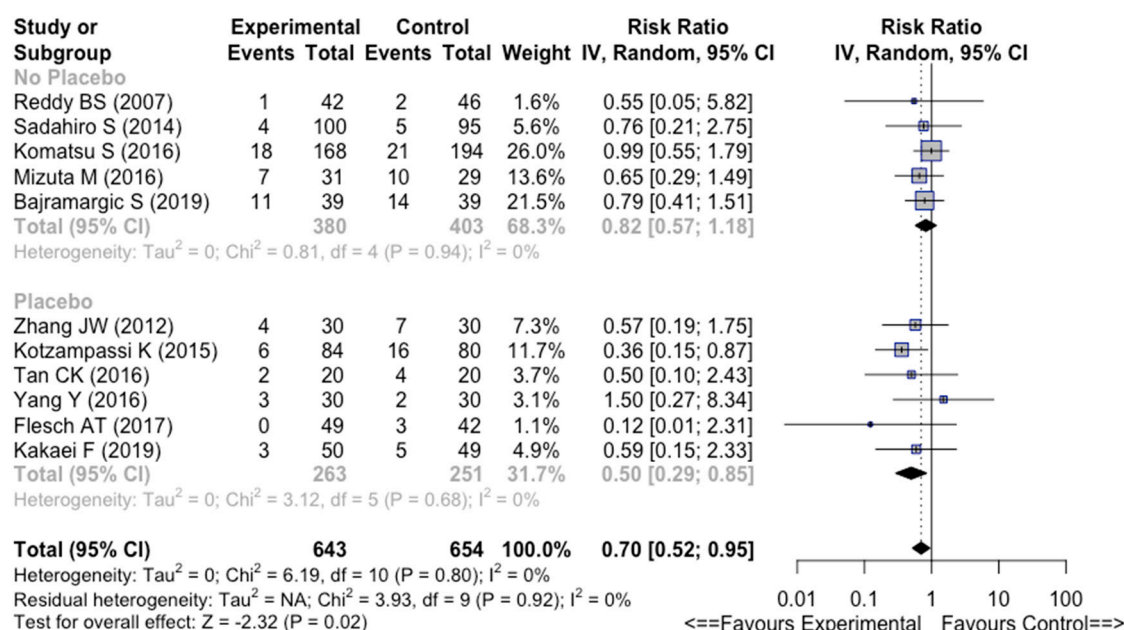 Study or Experimental Control Risk Ratio Risk Ratio
Subgroup Events Total Events Total Weight IV, Random, 95% CI IV, Random, 95% CI
No Placebo
Reddy BS (2007) 1 42 2 46 1.6% 0.55 [0.05; 5.82]
Sadahiro S (2014) 4 100 5 95 5.6% 0.76 [0.21; 2.75]
Komatsu S (2016) 18 168 21 194 26.0% 0.99 [0.55; 1.79]
Mizuta M (2016) 7 31 10 29 13.6% 0.65 [0.29; 1.49]
Bajramargic S (2019) 11 39 14 39 21.5% 0.79 [0.41; 1.51]
Total (95% CI) 380 403 68.3% 0.82 [0.57; 1.18]
Heterogeneity: Tau² = 0; Chi² = 0.81, df = 4 (P = 0.94); I² = 0%
Placebo
Zhang JW (2012) 4 30 7 30 7.3% 0.57 [0.19; 1.75]
Kotzampassi K (2015) 6 84 16 80 11.7% 0.36 [0.15; 0.87]
Tan CK (2016) 2 20 4 20 3.7% 0.50 [0.10; 2.43]
Yang Y (2016) 3 30 2 30 3.1% 1.50 [0.27; 8.34]
Flesch AT (2017) 0 49 3 42 1.1% 0.12 [0.01; 2.31]
Kakaei F (2019) 3 50 5 49 4.9% 0.59 [0.15; 2.33]
Total (95% CI) 263 251 31.7% 0.50 [0.29; 0.85]
Heterogeneity: Tau² = 0; Chi² = 3.12, df = 5 (P = 0.68); I² = 0%
Total (95% CI) 643 654 100.0% 0.70 [0.52; 0.95]
Heterogeneity: Tau² = 0; Chi² = 6.19, df = 10 (P = 0.80); I² = 0%
Residual heterogeneity: Tau² = NA; Chi² = 3.93, df = 9 (P = 0.92); I² = 0%
Test for overall effect: Z = -2.32 (P = 0.02)
0.01 0.1 1 10 100
<==Favours Experimental Favours Control==>